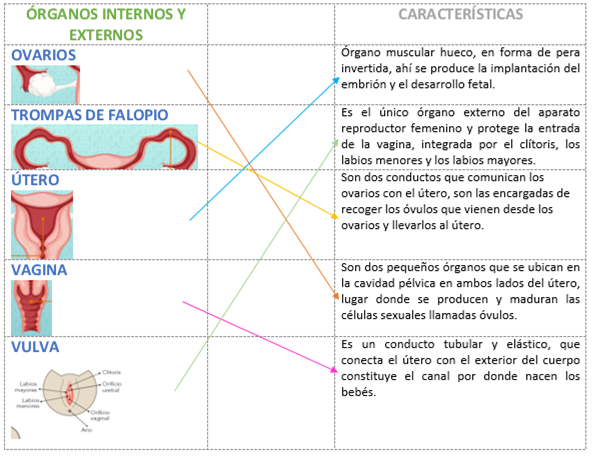 ÓRGANOS INTERNOS Y
EXTERNOS
CARACTERÍSTICAS
OVARIOS
Órgano muscular hueco, en forma de pera
invertida, ahí se produce la implantación del
embrión y el desarrollo fetal.
TROMPAS DE FALOPIO
Es el único órgano externo del aparato
reproductor femenino y protege la entrada
de la vagina, integrada por el clítoris, los
labios menores y los labios mayores.
ÚTERO
Son dos conductos que comunican los
ovarios con el útero, son las encargadas de
recoger los óvulos que vienen desde los
ovarios y llevarlos al útero.
VAGINA
Son dos pequeños órganos que se ubican en
la cavidad pélvica en ambos lados del útero,
lugar donde se producen y maduran las
células sexuales llamadas óvulos.
VULVA
Es un conducto tubular y elástico, que
conecta el útero con el exterior del cuerpo
constituye el canal por donde nacen los
bebés.
Clítoris
Labios
mayores
Orificio
uretral
Labios
menores
Orificio
vaginal
Ano